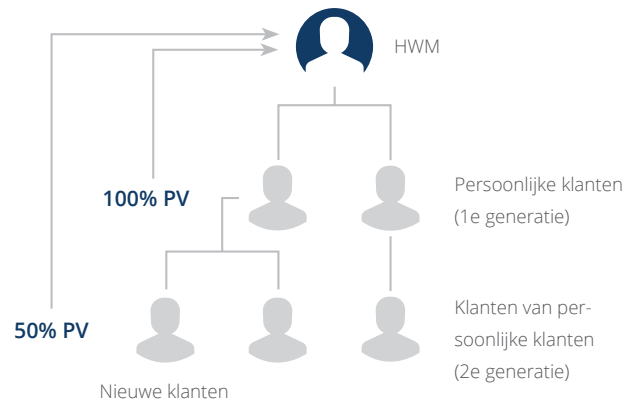 HWM
100% PV
Persoonlijke klanten
(1e generatie)
50% PV
Klanten van per-
soonlijke klanten
(2e generatie)
Nieuwe klanten